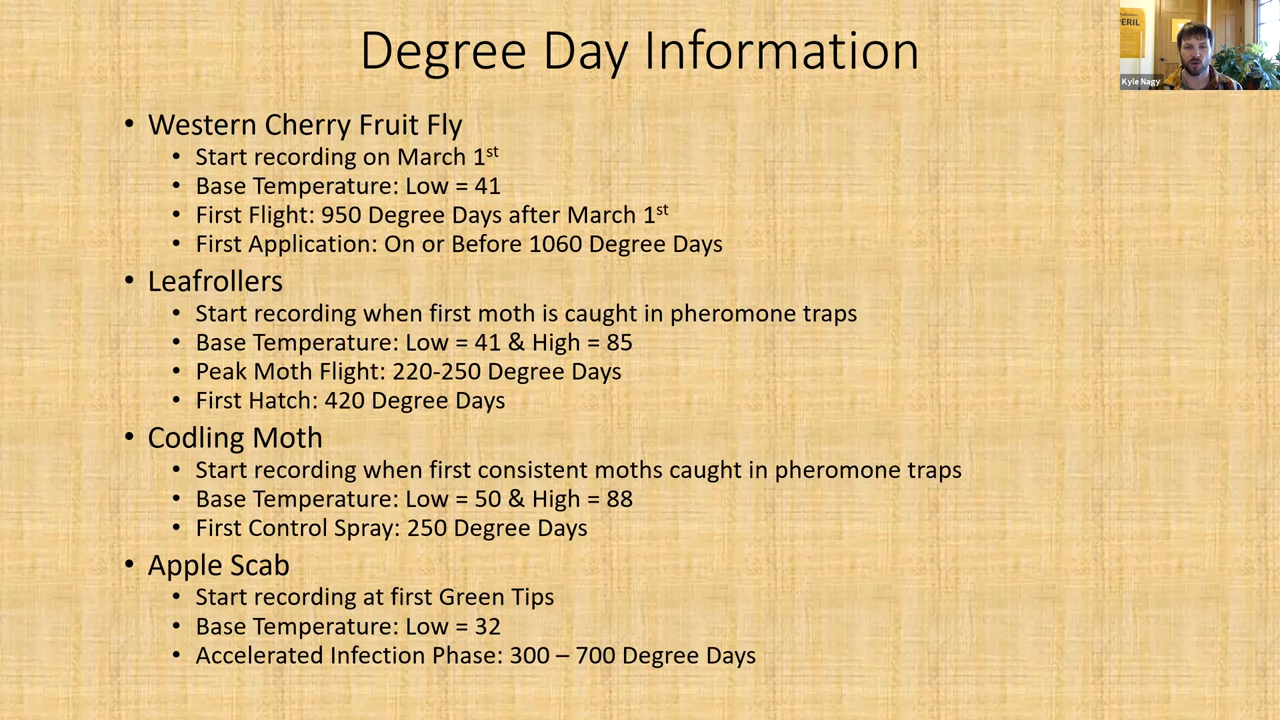 Degree Day Information
PERIL
Kyle Nagy
• Western Cherry Fruit Fly
• Start recording on March 1st
• Base Temperature: Low = 41
• First Flight: 950 Degree Days after March 1st
• First Application: On or Before 1060 Degree Days
• Leafrollers
• Start recording when first moth is caught in pheromone traps
• Base Temperature: Low = 41 & High = 85
• Peak Moth Flight: 220-250 Degree Days
• First Hatch: 420 Degree Days
• Codling Moth
• Start recording when first consistent moths caught in pheromone traps
• Base Temperature: Low = 50 & High = 88
• First Control Spray: 250 Degree Days
• Apple Scab
• Start recording at first Green Tips
• Base Temperature: Low = 32
• Accelerated Infection Phase: 300 – 700 Degree Days